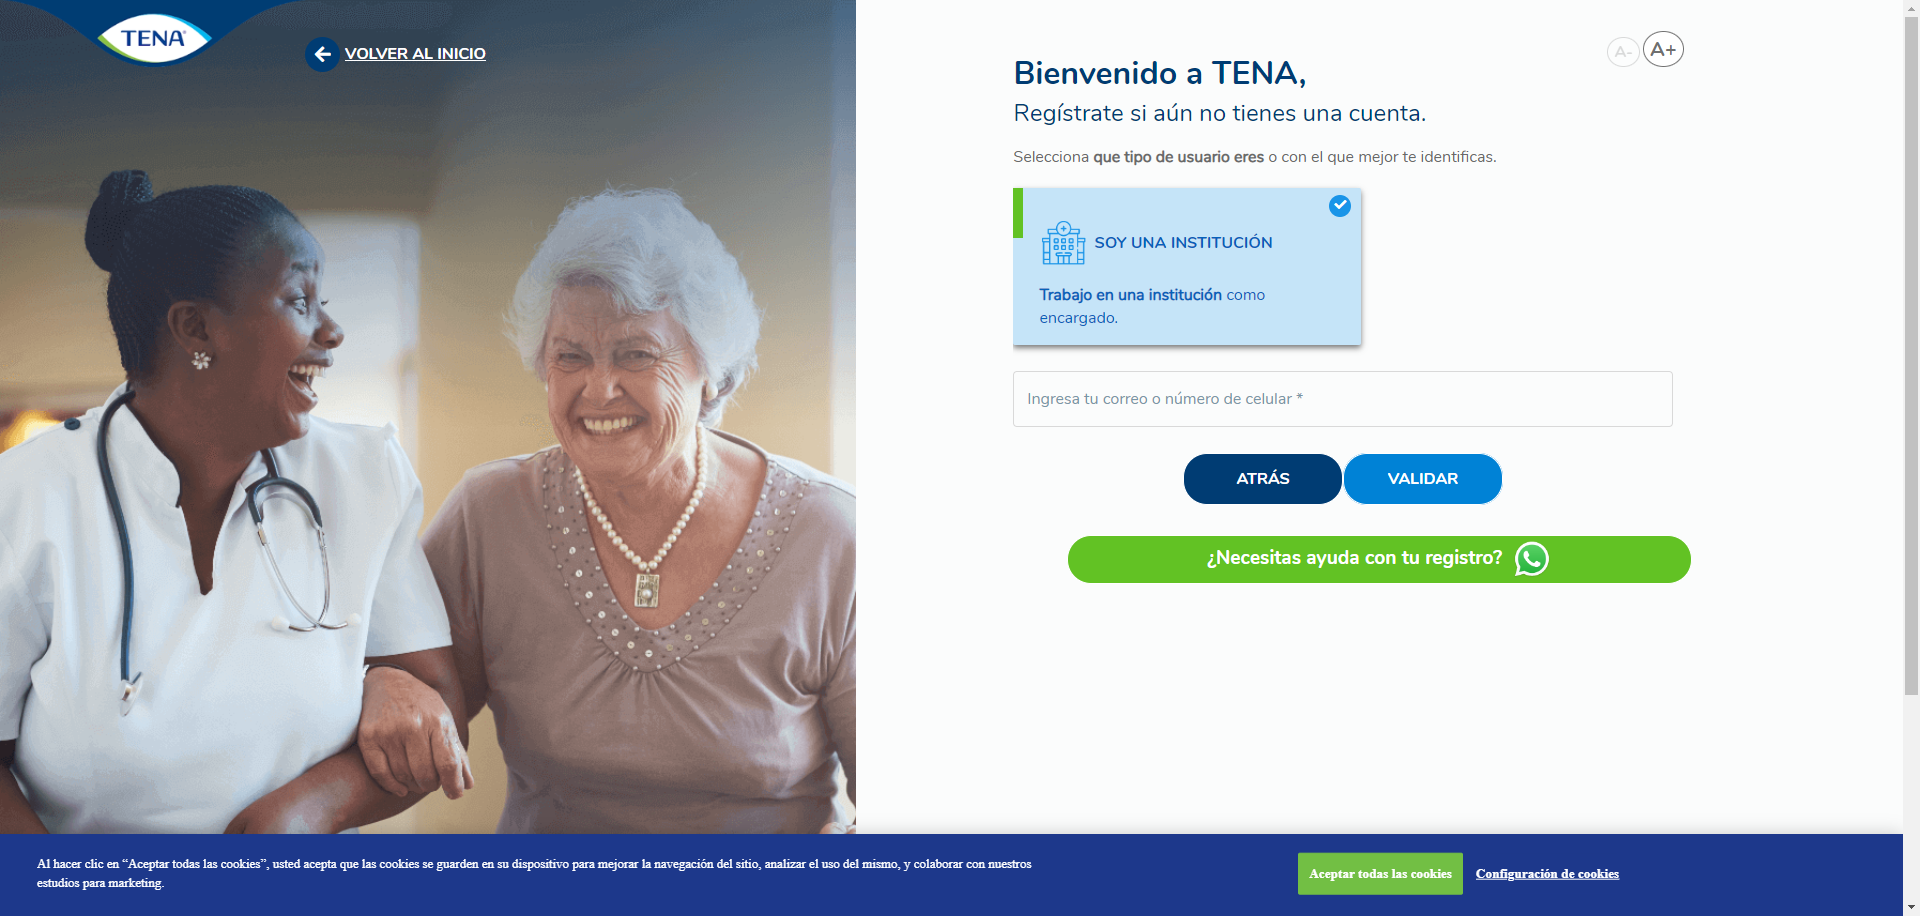 TENA
VOLVER AL INICIO
A-
A+
Bienvenido a TENA,
Regístrate si aún no tienes una cuenta.
Selecciona que tipo de usuario eres o con el que mejor te identificas.
SOY UNA INSTITUCIÓN
Trabajo en una institución como
encargado.
Ingresa tu correo o número de celular *
ATRÁS
VALIDAR
¿Necesitas ayuda con tu registro?
Al hacer clic en “Aceptar todas las cookies”, usted acepta que las cookies se guarden en su dispositivo para mejorar la navegación del sitio, analizar el uso del mismo, y colaborar con nuestros
estudios para marketing.
Aceptar todas las cookies
Configuración de cookies